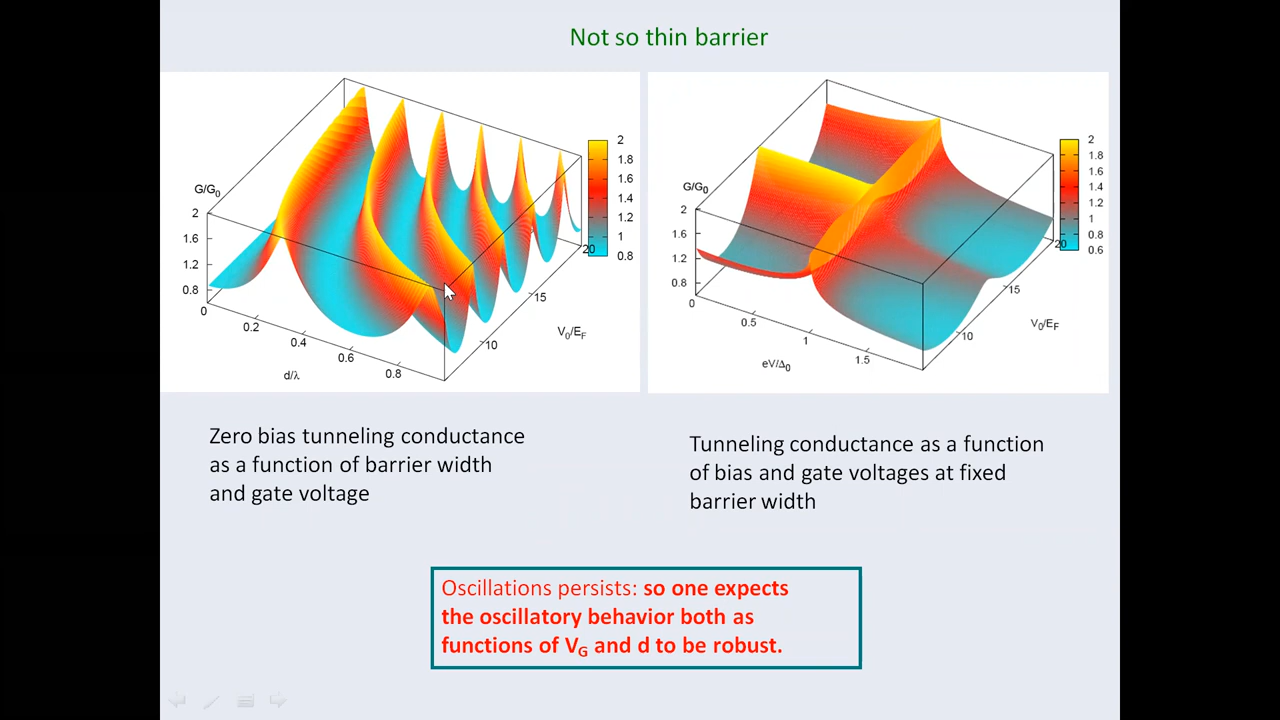 Not so thin barrier
G/G₀
2
1.6
1.2
0.8
0
0.2
0.4
0.6
0.8
d/λ
10
15
20
V₀/E_F
2
1.8
1.6
1.4
1.2
1
0.8
G/G₀
2
1.6
1.2
0.8
0
0.5
1
1.5
eV/Δ₀
10
15
20
V₀/E_F
2
1.8
1.6
1.4
1.2
1
0.8
0.6
Zero bias tunneling conductance
as a function of barrier width
and gate voltage
Tunneling conductance as a function
of bias and gate voltages at fixed
barrier width
Oscillations persists: so one expects
the oscillatory behavior both as
functions of V_G and d to be robust.